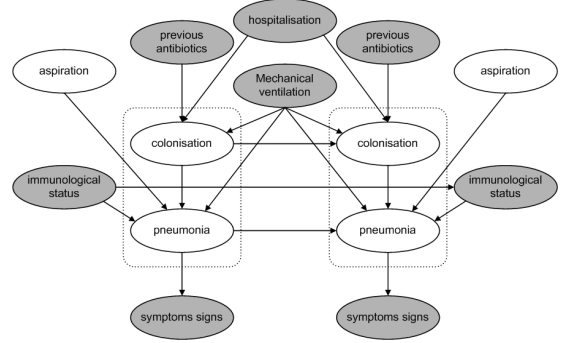 hospitalisation
previous
antibiotics
previous
antibiotics
aspiration
Mechanical
ventilation
aspiration
colonisation
colonisation
immunological
status
immunological
status
pneumonia
pneumonia
symptoms signs
symptoms signs